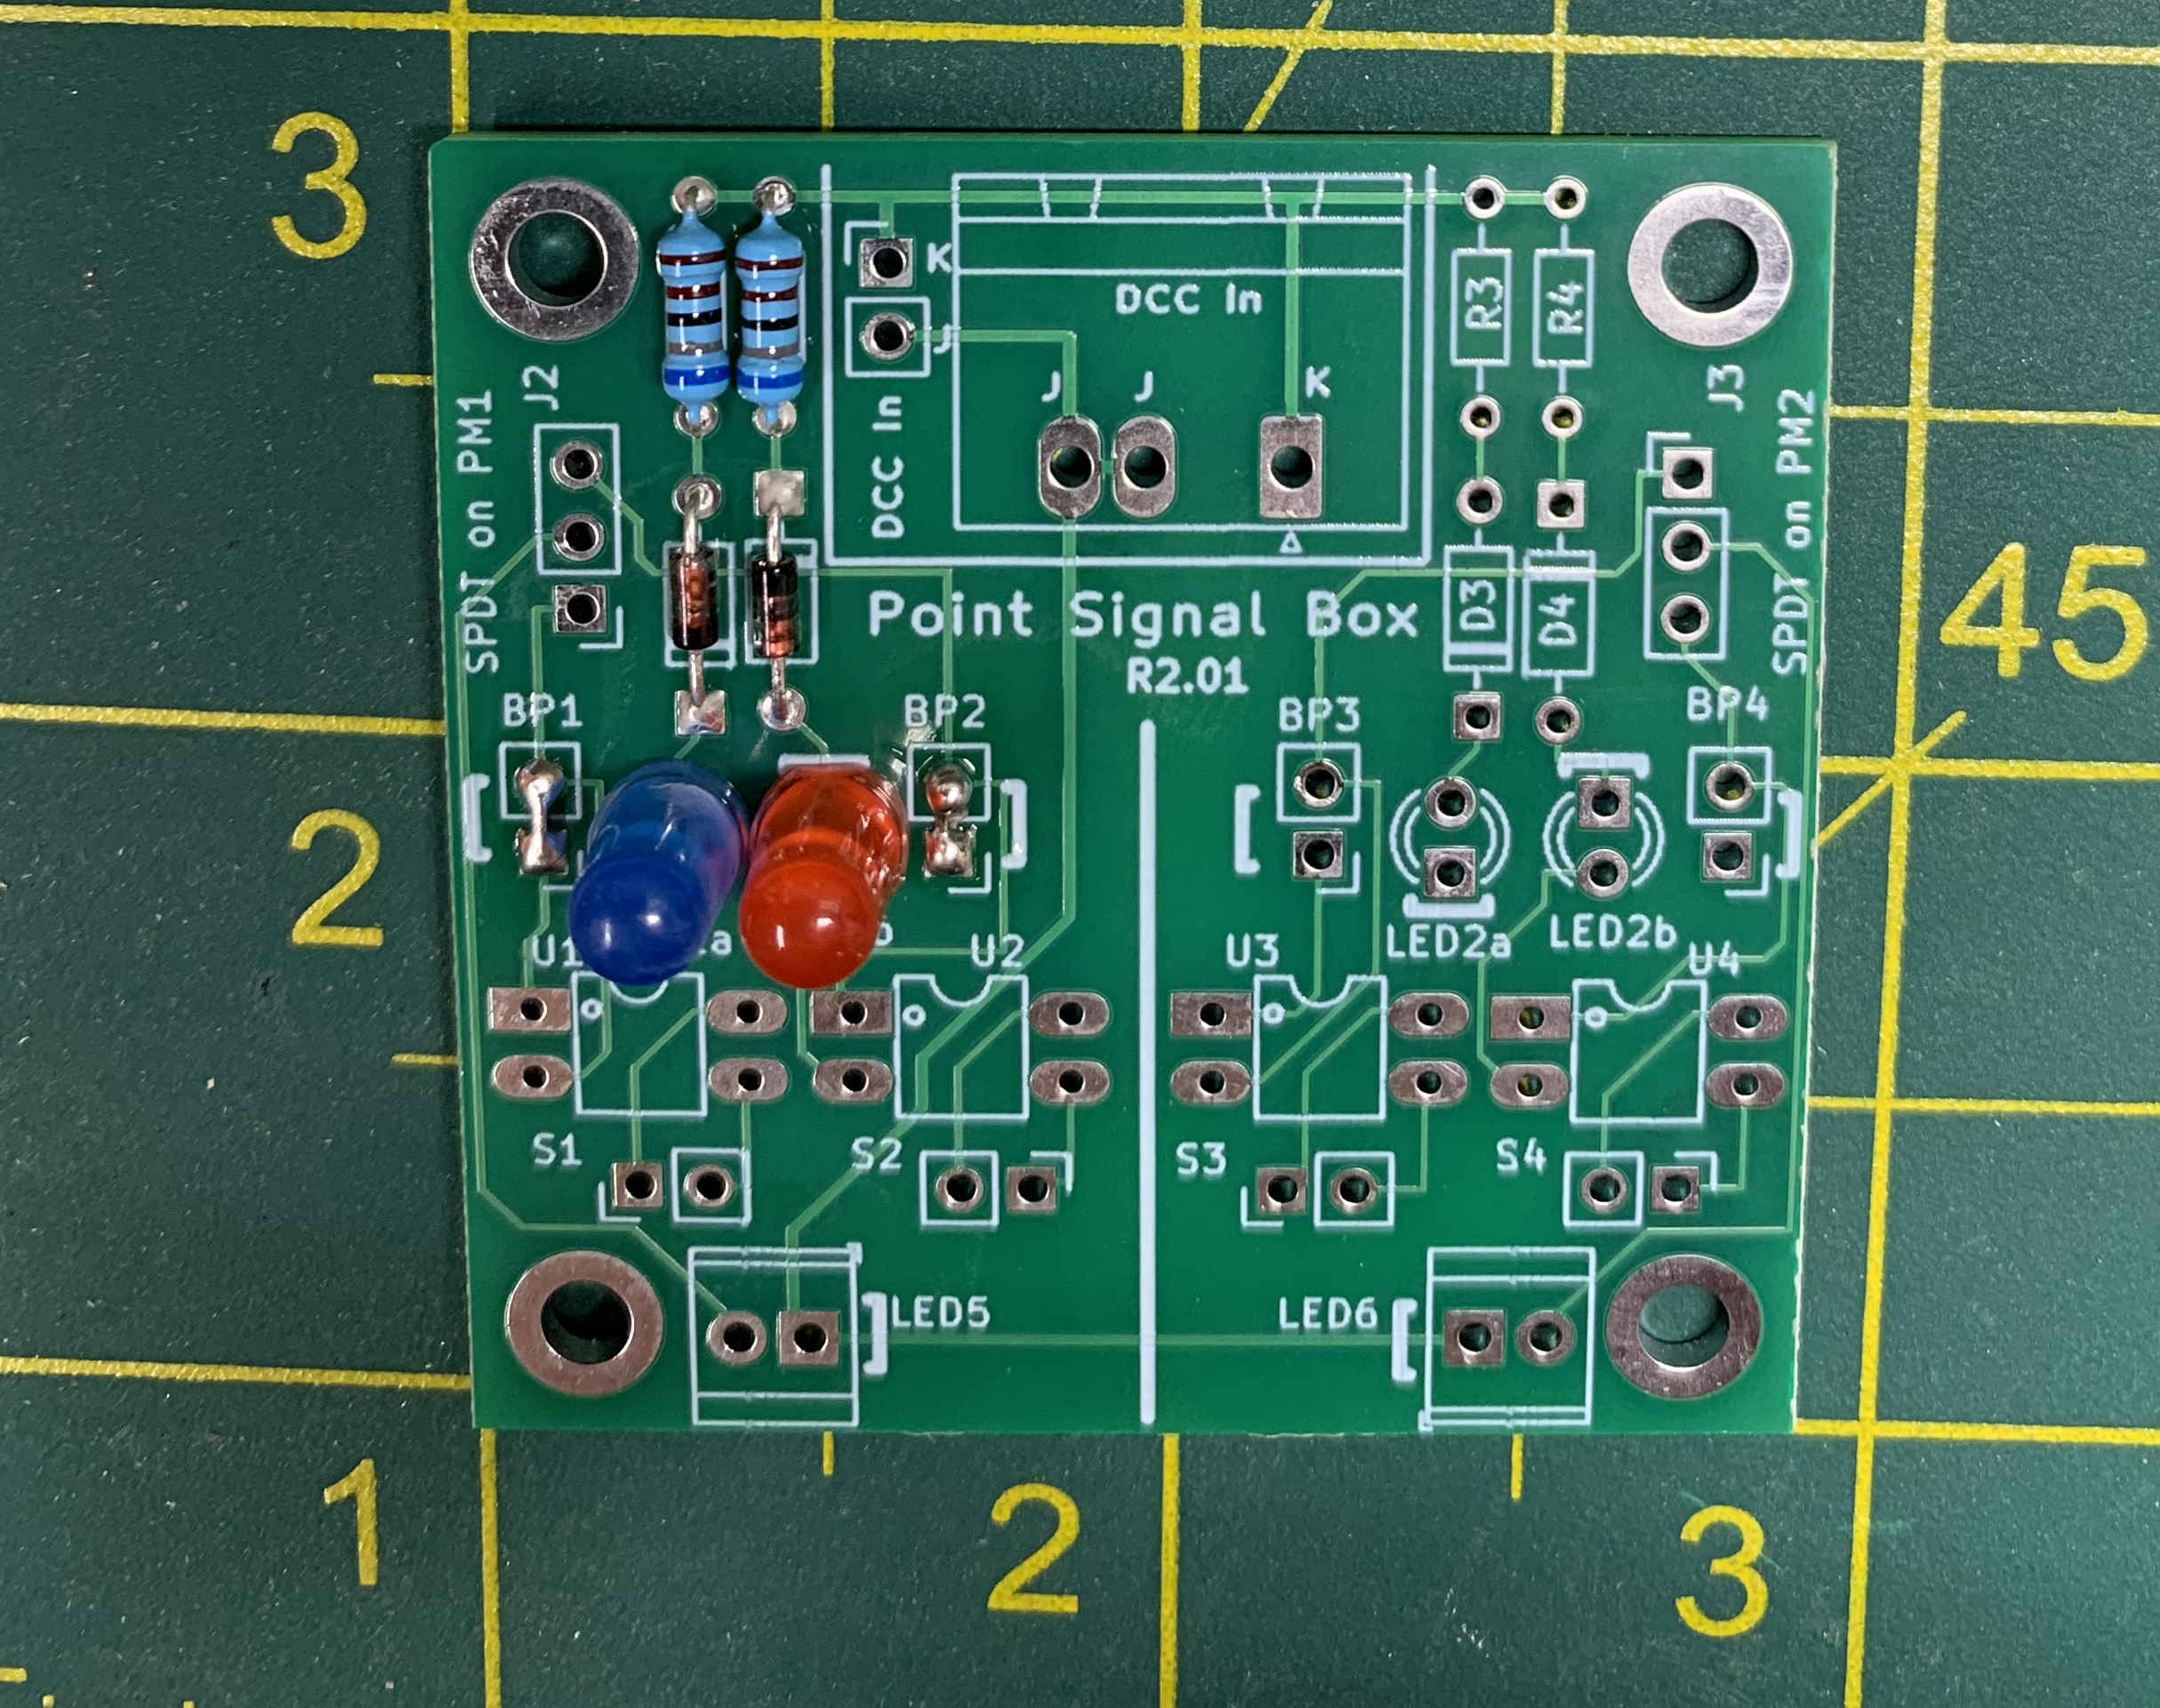 3
K
J
DCC In
DCC In
J
J
K
R3
R4
J2
J3
SPDT on PM1
SPDT on PM2
45
D3
D4
Point Signal Box
R2.01
BP1
BP2
BP3
BP4
2
U1
a
U2
U3
LED2a
LED2b
U4
S1
S2
S3
S4
LED5
LED6
1
2
3